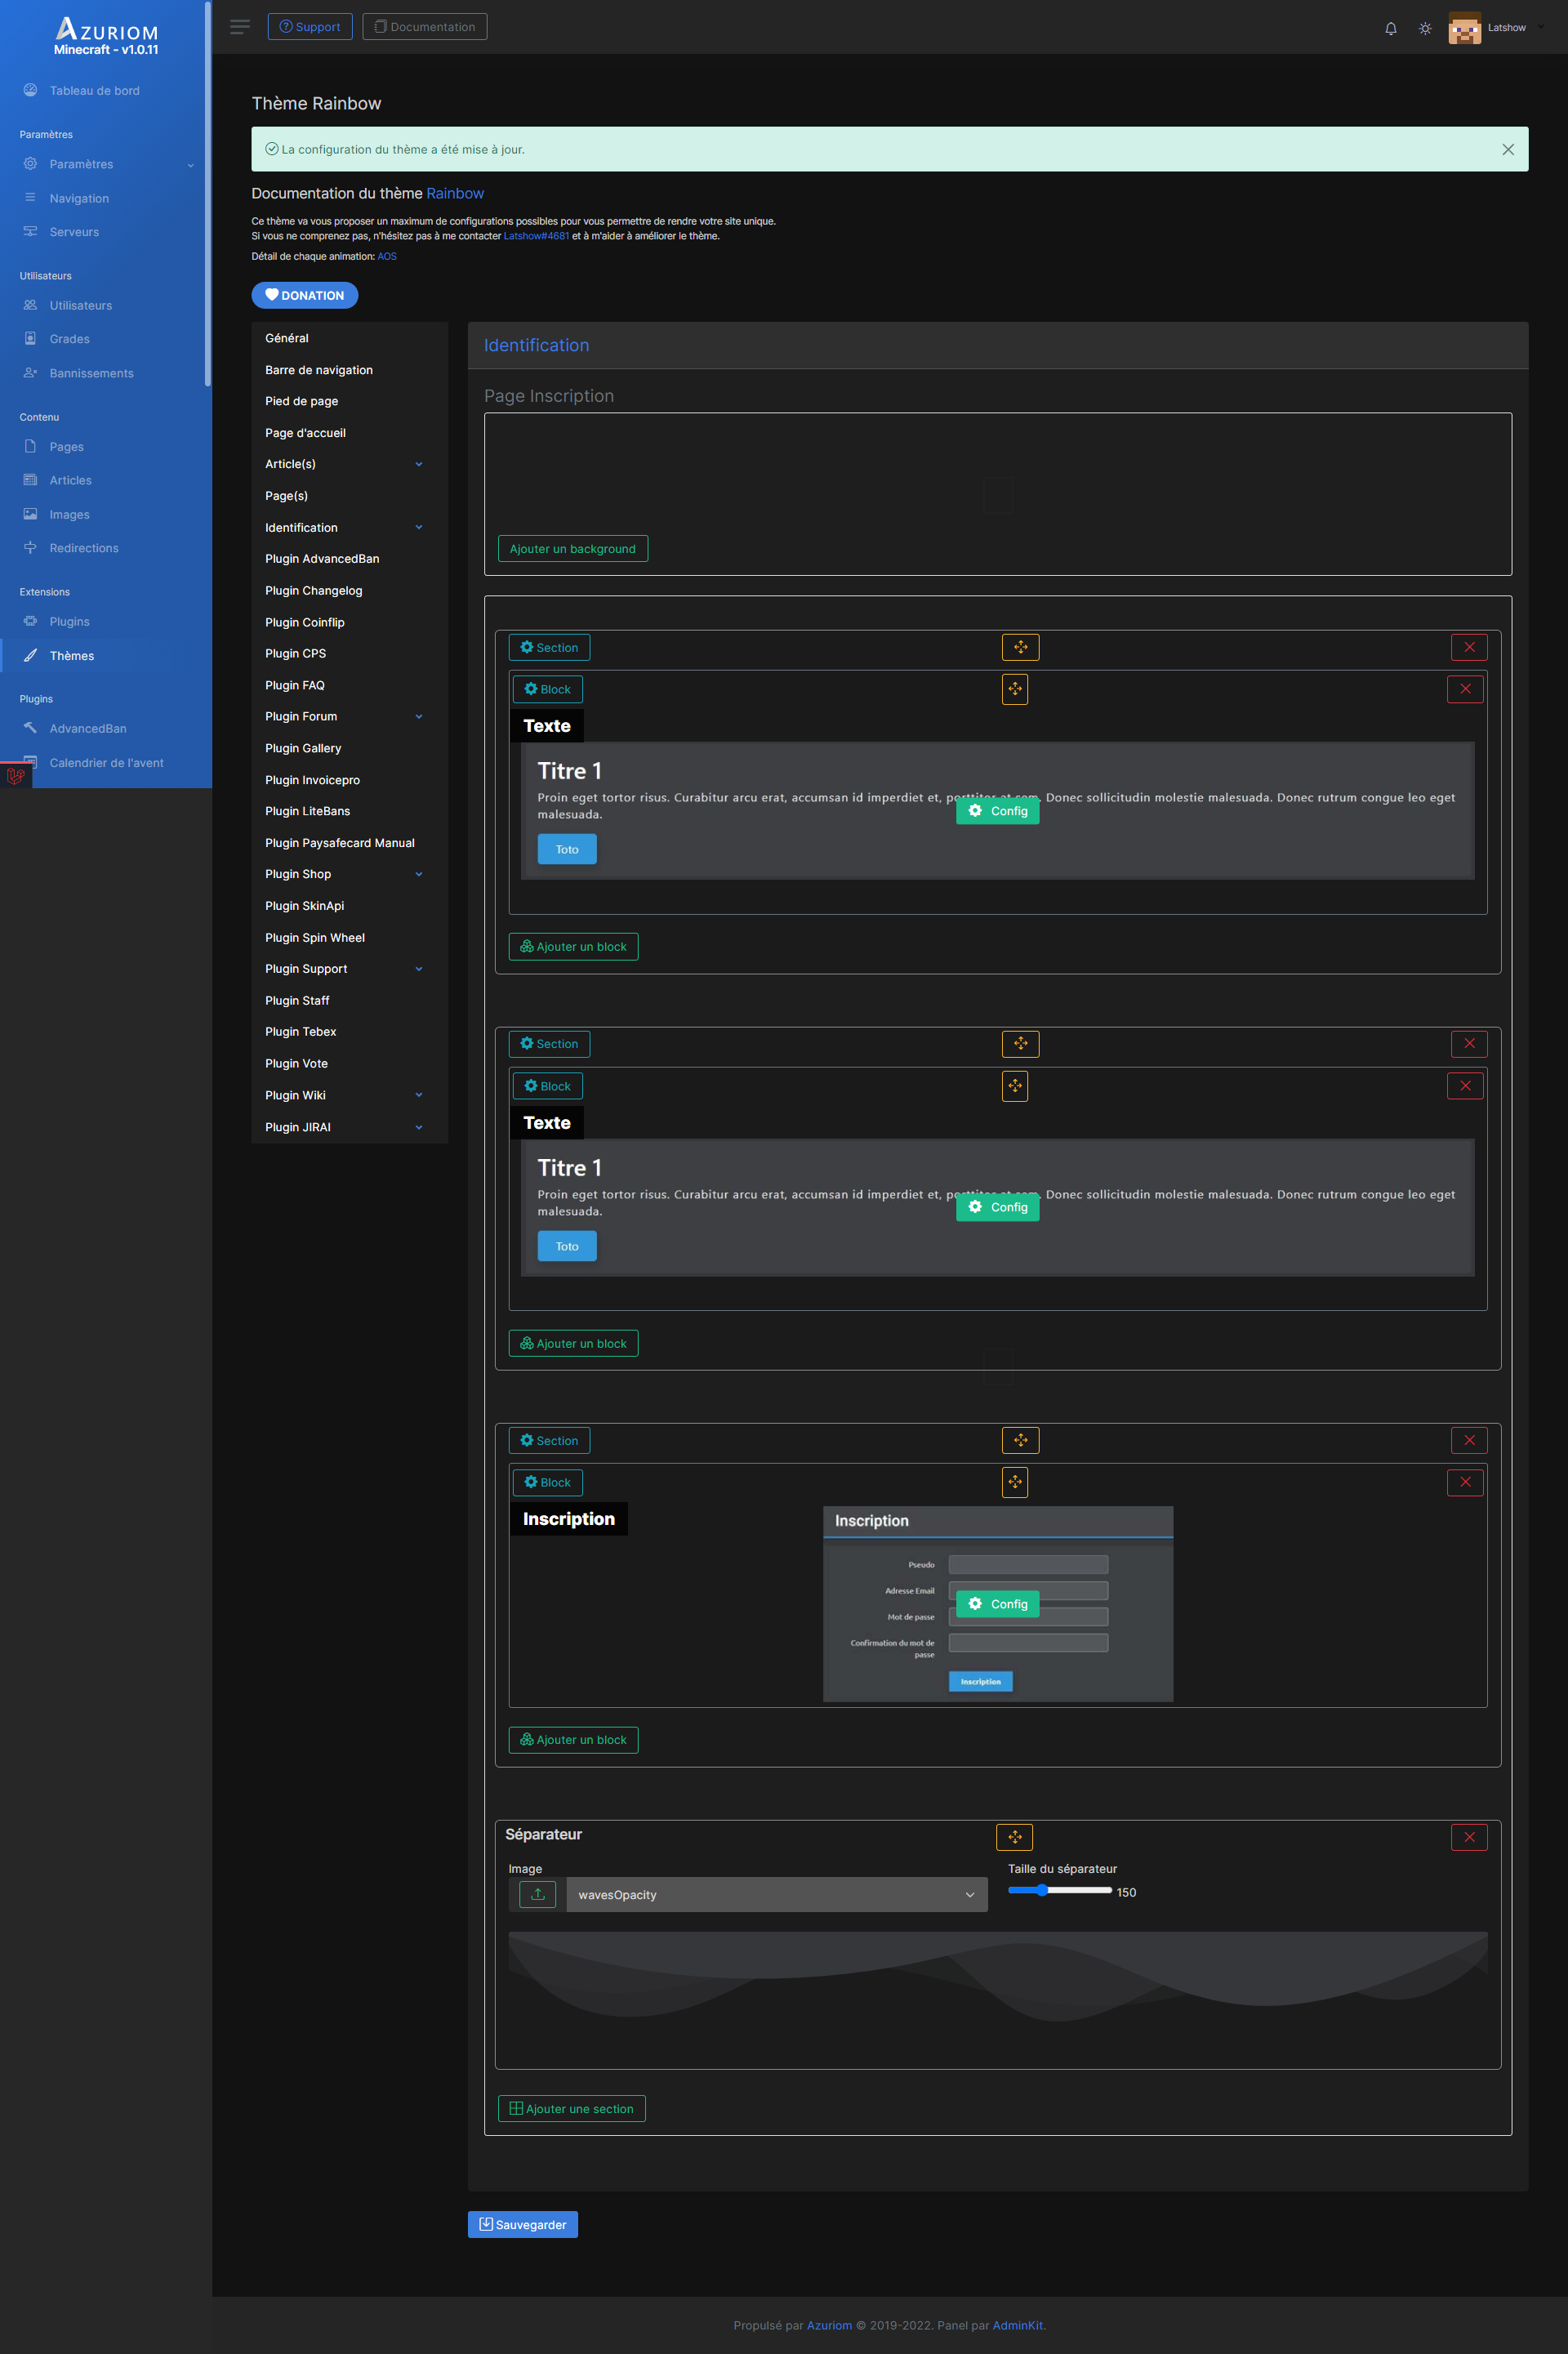 AZURIOM
Minecraft - v1.0.11
Support
Documentation
Latshow
Tableau de bord
Paramètres
Paramètres
Navigation
Serveurs
Utilisateurs
Utilisateurs
Grades
Bannissements
Contenu
Pages
Articles
Images
Redirections
Extensions
Plugins
Thèmes
Plugins
AdvancedBan
Calendrier de l'avent
Thème Rainbow
La configuration du thème a été mise à jour.
Documentation du thème Rainbow
Ce thème va vous proposer un maximum de configurations possibles pour vous permettre de rendre votre site unique.
Si vous ne comprenez pas, n'hésitez pas à me contacter Latshow#4681 et à m'aider à améliorer le thème.
Détail de chaque animation: AOS
DONATION
Général
Barre de navigation
Pied de page
Page d'accueil
Article(s)
Page(s)
Identification
Plugin AdvancedBan
Plugin Changelog
Plugin Coinflip
Plugin CPS
Plugin FAQ
Plugin Forum
Plugin Gallery
Plugin Invoicepro
Plugin LiteBans
Plugin Paysafecard Manual
Plugin Shop
Plugin SkinApi
Plugin Spin Wheel
Plugin Support
Plugin Staff
Plugin Tebex
Plugin Vote
Plugin Wiki
Plugin JIRAI
Identification
Page Inscription
Ajouter un background
Section
Block
Texte
Titre 1
Proin eget tortor risus. Curabitur arcu erat, accumsan id imperdiet et, porttitor at sem. Donec sollicitudin molestie malesuada. Donec rutrum congue leo eget
malesuada.
Config
Toto
Ajouter un block
Section
Block
Texte
Titre 1
Proin eget tortor risus. Curabitur arcu erat, accumsan id imperdiet et, porttitor at sem. Donec sollicitudin molestie malesuada. Donec rutrum congue leo eget
malesuada.
Config
Toto
Ajouter un block
Section
Block
Inscription
Inscription
Pseudo
Adresse Email
Config
Mot de passe
Confirmation du mot de
passe
Inscription
Ajouter un block
Séparateur
Image
Taille du séparateur
wavesOpacity
150
Ajouter une section
Sauvegarder
Propulsé par Azuriom © 2019-2022. Panel par AdminKit.